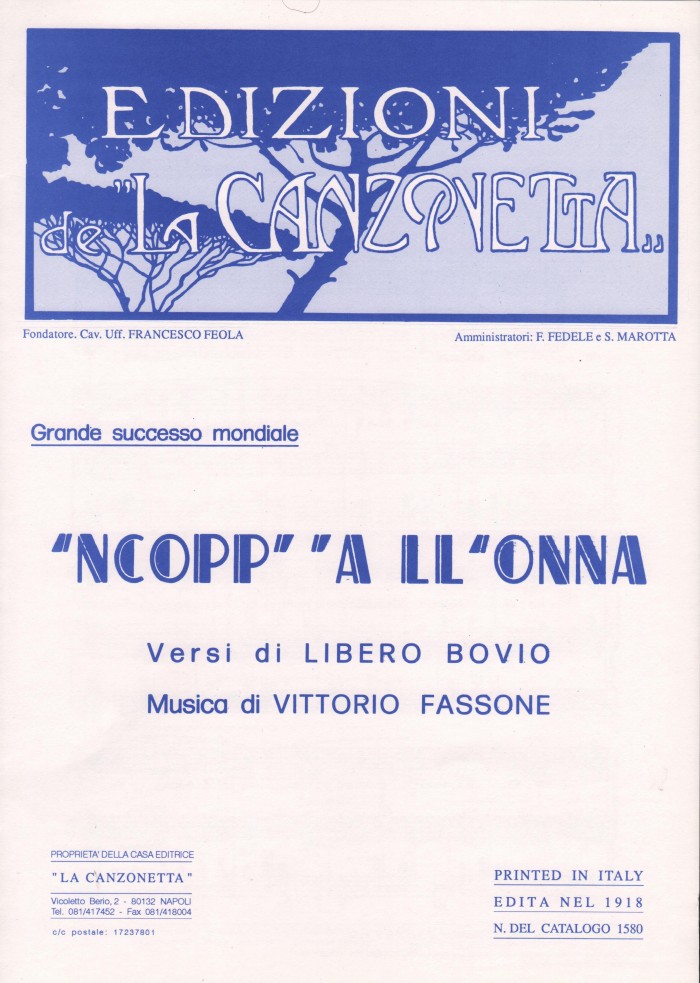 EDIZIONI
de "LA CANZONETTA„
Fondatore. Cav. Uff. FRANCESCO FEOLA
Amministratori: F. FEDELE e S. MAROTTA
Grande successo mondiale
“NCOPP” ”A LL“ONNA
Versi di LIBERO BOVIO
Musica di VITTORIO FASSONE
PROPRIETA' DELLA CASA EDITRICE
"LA CANZONETTA"
Vicoletto Berio, 2 - 80132 NAPOLI
Tel. 081/417452 - Fax 081/418004
c/c postale: 17237801
PRINTED IN ITALY
EDITA NEL 1918
N. DEL CATALOGO 1580